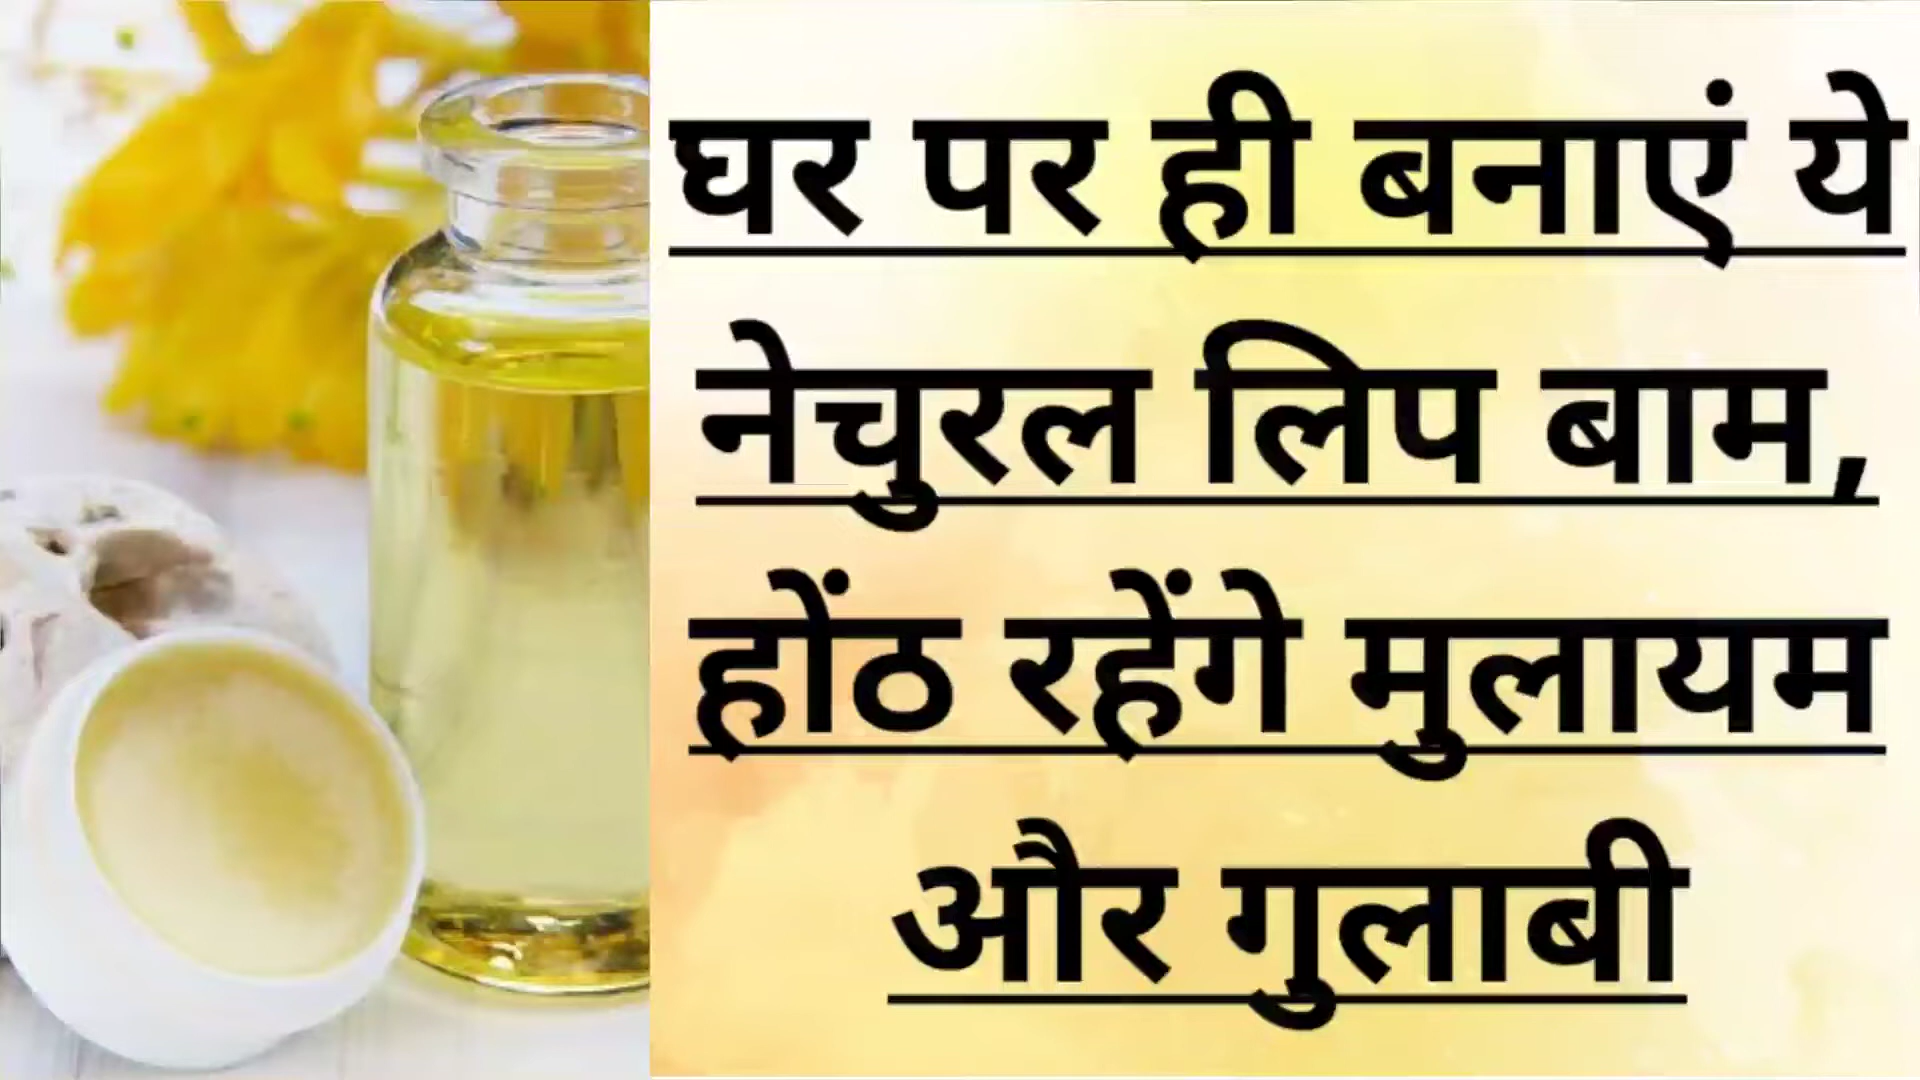 घर पर ही बनाएं ये
नेचुरल लिप बाम,
होंठ रहेंगे मुलायम
और गुलाबी